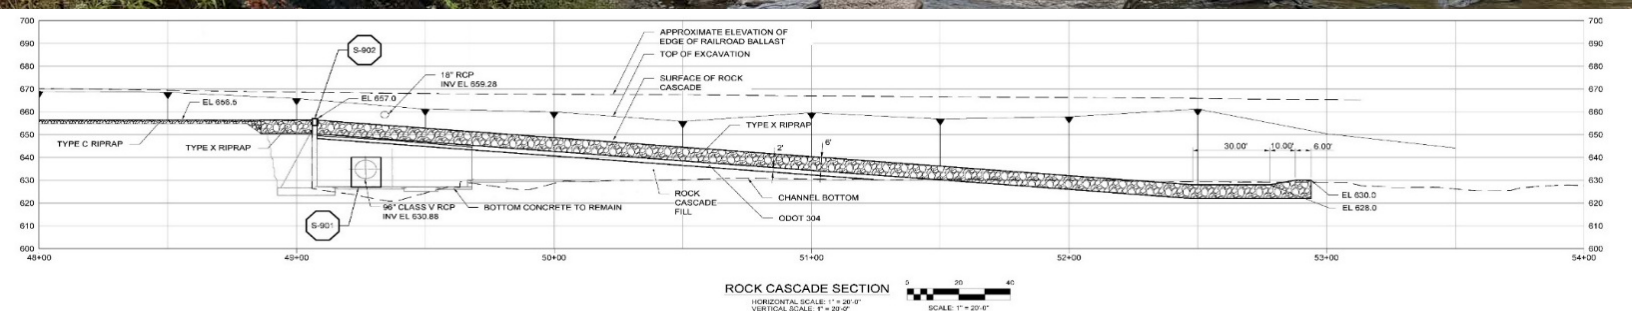 700
690
680
670
660
650
640
630
620
610
600
48+00
49+00
50+00
51+00
52+00
53+00
54+00
700
690
680
670
660
650
640
630
620
610
600
S-902
APPROXIMATE ELEVATION OF
EDGE OF RAILROAD BALLAST
TOP OF EXCAVATION
18" RCP
INV EL 659.28
SURFACE OF ROCK
CASCADE
EL 657.0
TYPE X RIPRAP
TYPE C RIPRAP
TYPE X RIPRAP
2'
6'
30.00'
10.00'
6.00'
96" CLASS V RCP
INV EL 630.88
BOTTOM CONCRETE TO REMAIN
ROCK
CASCADE
FILL
CHANNEL BOTTOM
ODOT 304
EL 630.0
EL 628.0
S-901
ROCK CASCADE SECTION
HORIZONTAL SCALE: 1" = 20'-0"
VERTICAL SCALE: 1" = 20'-0"
0 20 40
SCALE: 1" = 20'-0"